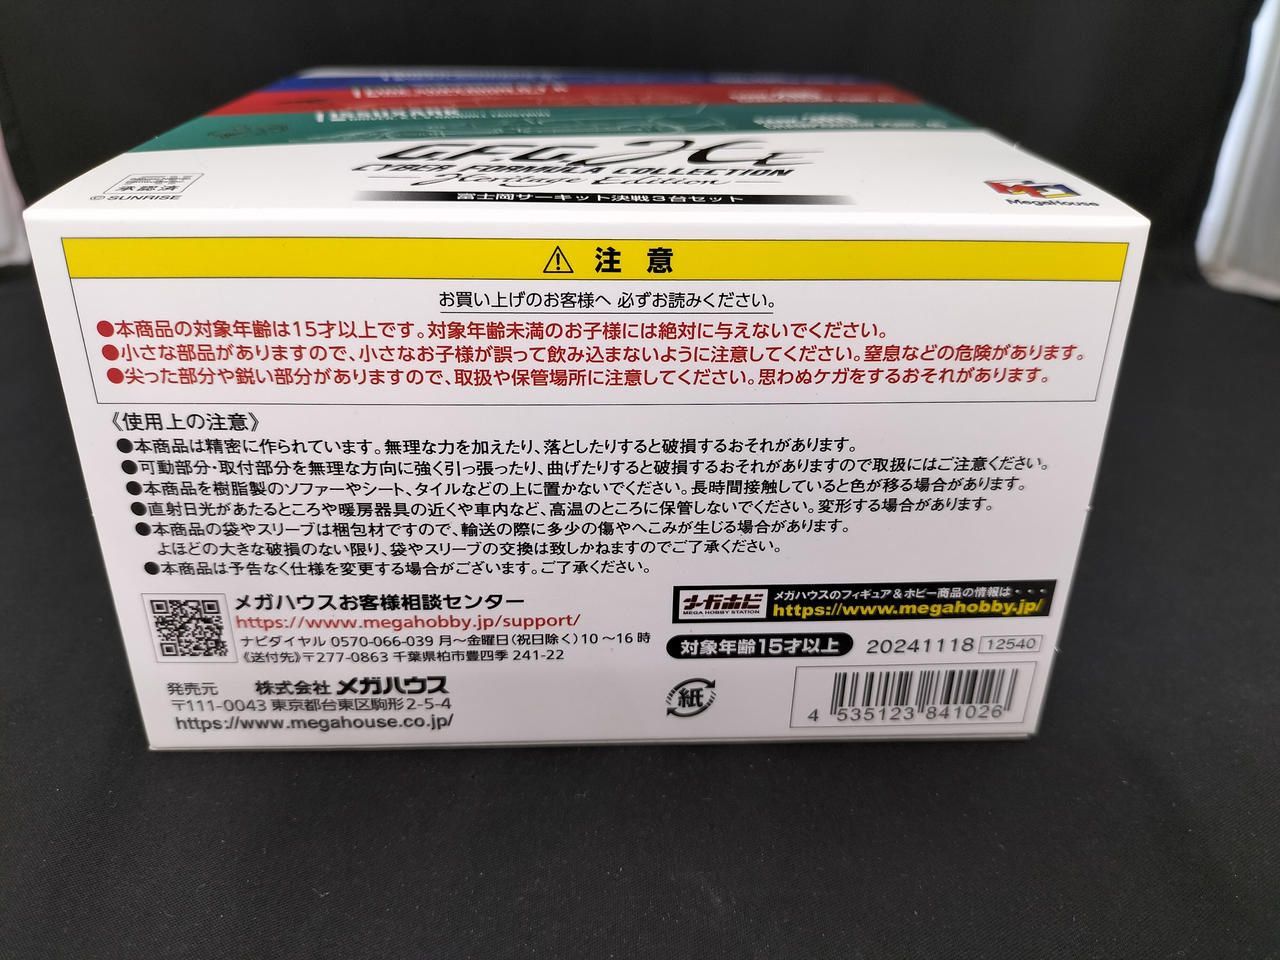 承認済
©SUNRISE
CYBER FORMULA COLLECTION
Heritage Edition
富士岡サーキット決戦3台セット
MegaHouse
注意
お買い上げのお客様へ 必ずお読みください。
●本商品の対象年齢は15才以上です。対象年齢未満のお子様には絶対に与えないでください。
●小さな部品がありますので、小さなお子様が誤って飲み込まないように注意してください。窒息などの危険があります。
●尖った部分や鋭い部分がありますので、取扱や保管場所に注意してください。思わぬケガをするおそれがあります。
《使用上の注意》
●本商品は精密に作られています。無理な力を加えたり、落としたりすると破損するおそれがあります。
●可動部分・取付部分を無理な方向に強く引っ張ったり、曲げたりすると破損するおそれがありますので取扱にはご注意ください。
●本商品を樹脂製のソファーやシート、タイルなどの上に置かないでください。長時間接触していると色が移る場合があります。
●直射日光があたるところや暖房器具の近くや車内など、高温のところに保管しないでください。変形する場合があります。
●本商品の袋やスリーブは梱包材ですので、輸送の際に多少の傷やへこみが生じる場合があります。
よほどの大きな破損のない限り、袋やスリーブの交換は致しかねますのでご了承ください。
●本商品は予告なく仕様を変更する場合がございます。ご了承ください。
メガハウスお客様相談センター
https://www.megahobby.jp/support/
ナビダイヤル 0570-066-039 月~金曜日(祝日除く)10~16時
《送付先》〒277-0863 千葉県柏市豊四季 241-22
発売元 株式会社 メガハウス
〒111-0043 東京都台東区駒形2-5-4
https://www.megahouse.co.jp/
メガホビ
MEGA HOBBY STATION
メガハウスのフィギュア&ホビー商品の情報は・・・
https://www.megahobby.jp/
対象年齢15才以上
20241118 12540
紙
4 535123 841026